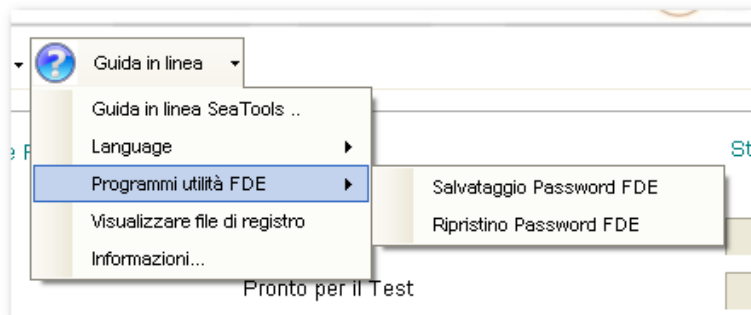 Guida in linea
Guida in linea SeaTools ..
Language
Programmi utilità FDE
Salvataggio Password FDE
Visualizzare file di registro
Ripristino Password FDE
Informazioni...
Pronto per il Test